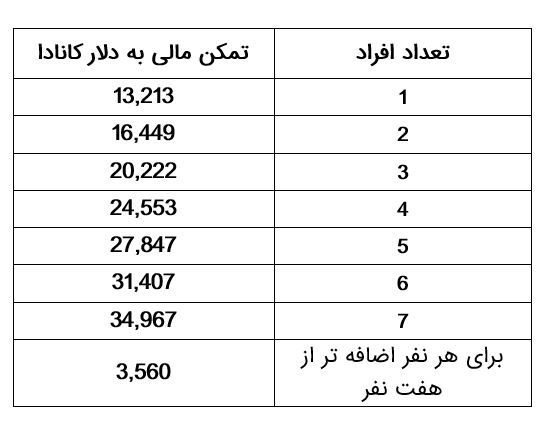 تعداد افراد	تمکن مالی به دلار کانادا
1	13,213
2	16,449
3	20,222
4	24,553
5	27,847
6	31,407
7	34,967
برای هر نفر اضافه تر از
هفت نفر	3,560